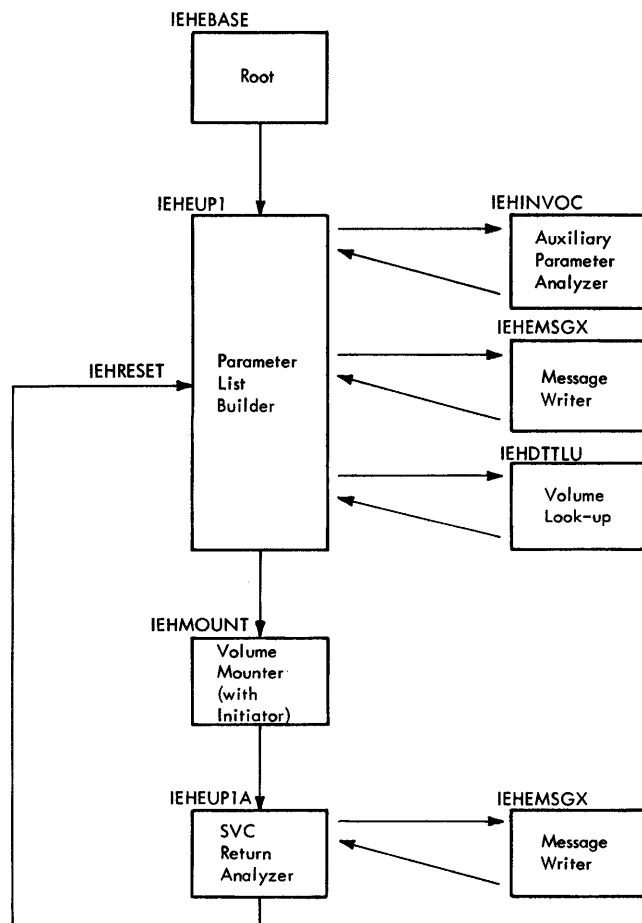 IEHEBASE
Root
IEHEUP1
Parameter
List
Builder
IEHINVOC
Auxiliary
Parameter
Analyzer
IEHEMSGX
Message
Writer
IEHDTTLU
Volume
Look-up
IEHRESET
IEHMOUNT
Volume
Mounter
(with
Initiator)
IEHEUP1A
SVC
Return
Analyzer
IEHEMSGX
Message
Writer